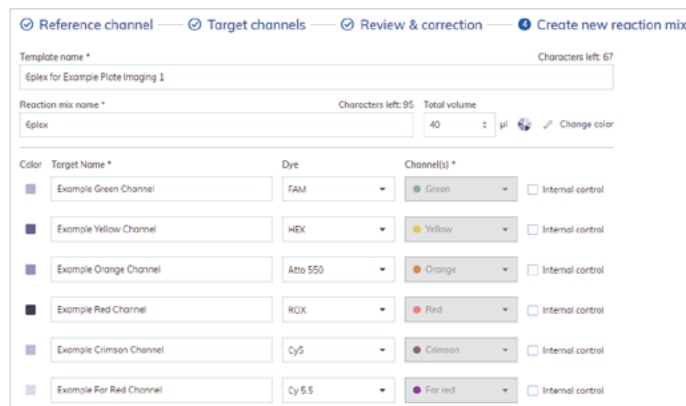 Reference channel Target channels Review & correction 4 Create new reaction mix
Template name * Characters left: 67
6plex for Example Plate Imaging 1
Reaction mix name * Characters left: 95 Total volume
6plex 40 µl Change color
Color Target Name * Dye Channel(s) *
Example Green Channel FAM Green Internal control
Example Yellow Channel HEX Yellow Internal control
Example Orange Channel Atto 550 Orange Internal control
Example Red Channel ROX Red Internal control
Example Crimson Channel Cy5 Crimson Internal control
Example Far Red Channel Cy 5.5 Far red Internal control